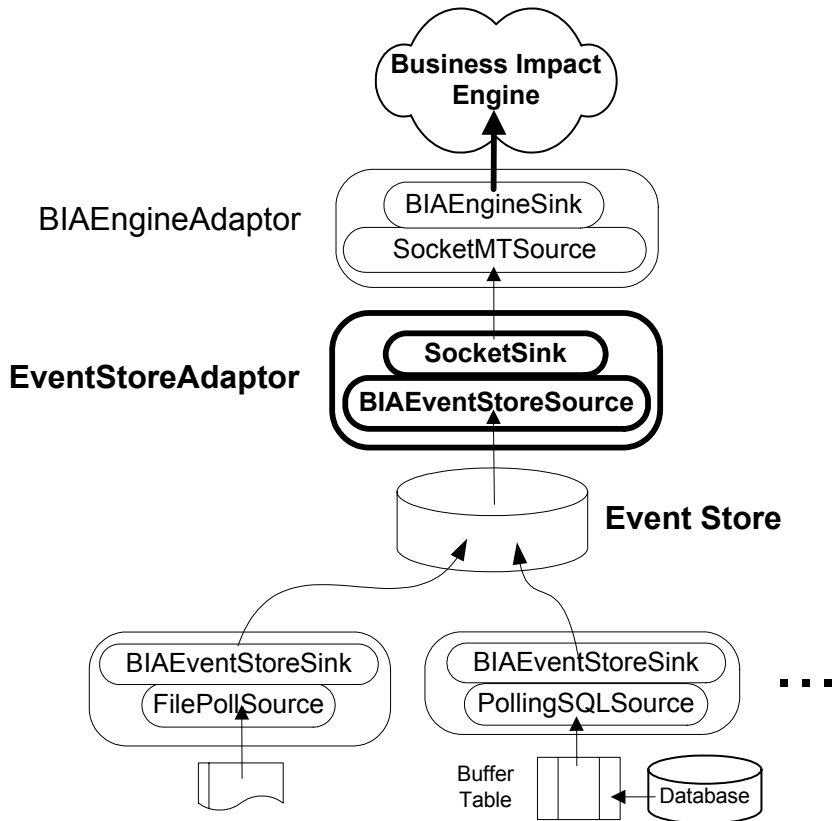 Business Impact
Engine
BIAEngineAdaptor
BIAEngineSink
SocketMTSource
EventStoreAdaptor
SocketSink
BIAEventStoreSource
Event Store
BIAEventStoreSink
FilePollSource
BIAEventStoreSink
PollingSQLSource
...
Buffer
Table
Database